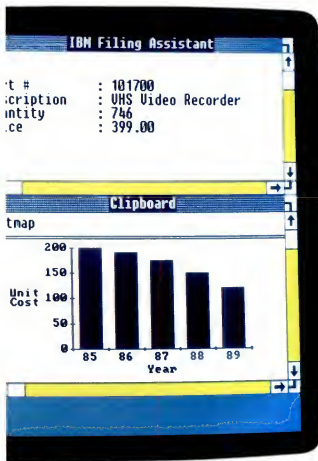 IBM Filing Assistant
rt # : 101700
scription : VHS Video Recorder
ntity : 746
ce : 399.00
Clipboard
tmap
200
150
Unit
Cost 100
50
0
85 86 87 88 89
Year